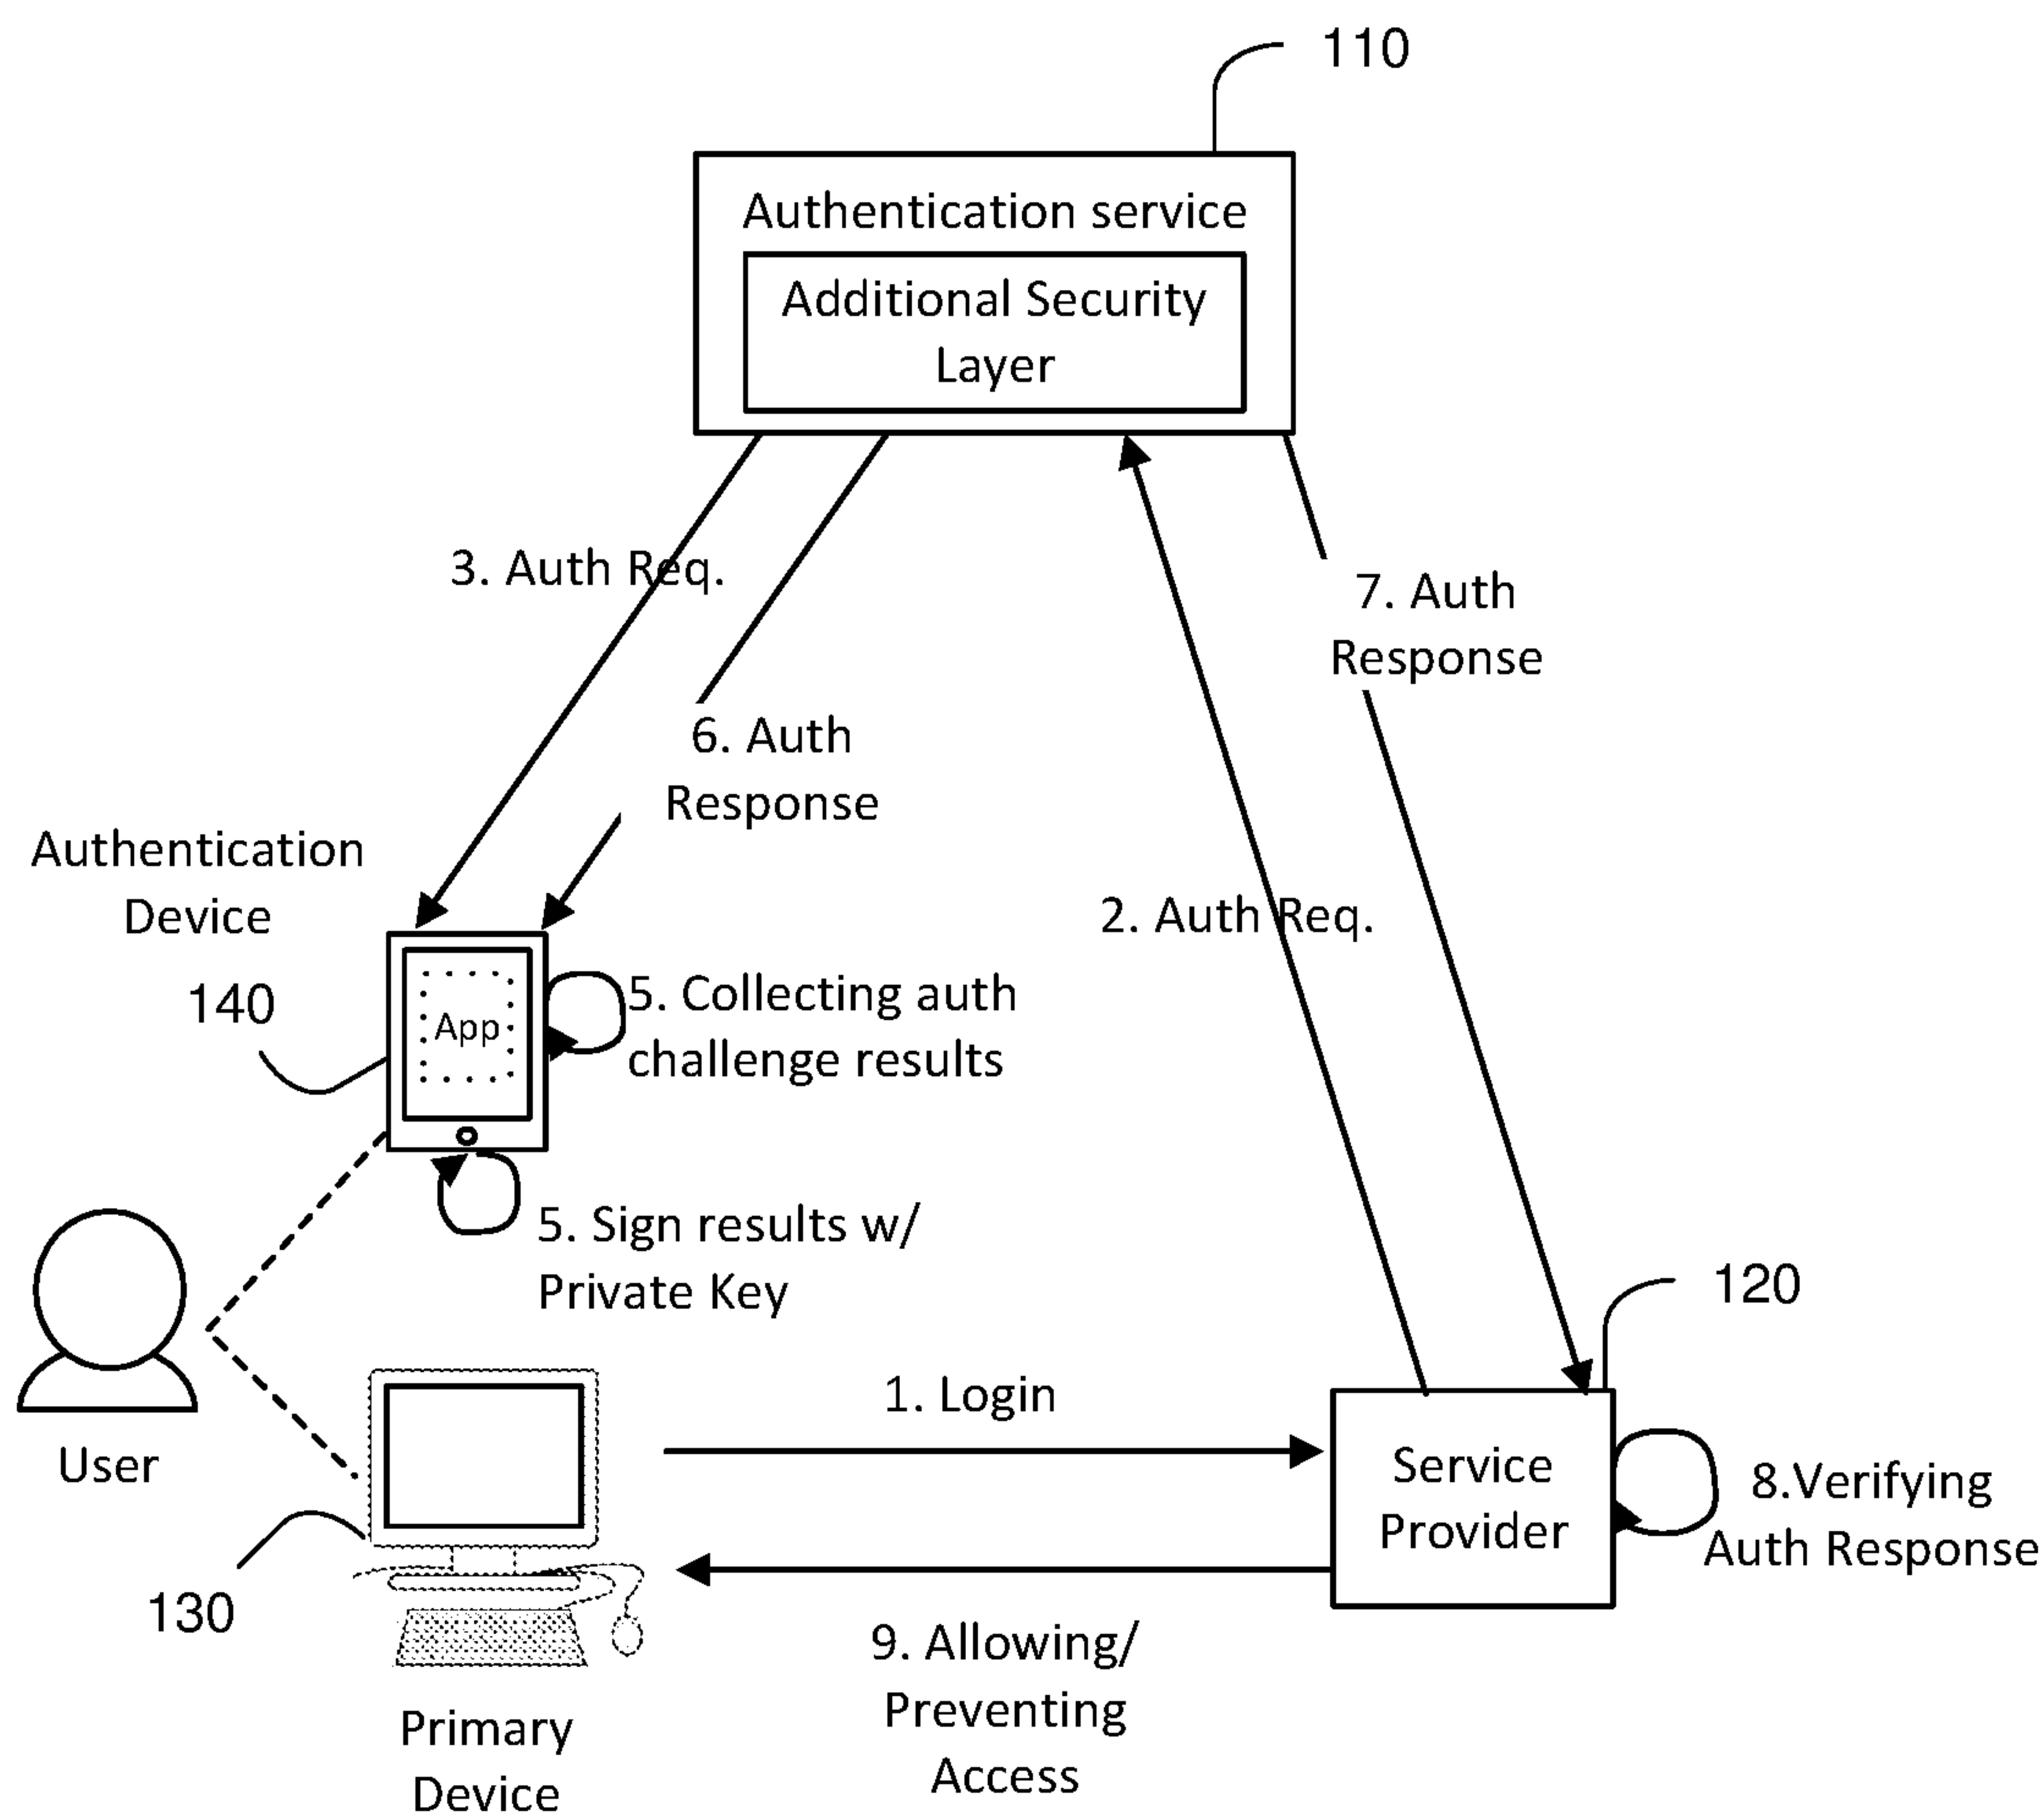 110
Authentication service
Additional Security
Layer
3. Auth Req.
7. Auth
Response
6. Auth
Response
Authentication
Device
2. Auth Req.
140
App
5. Collecting auth
challenge results
5. Sign results w/
Private Key
120
1. Login
User
Service
Provider
8.Verifying
Auth Response
130
9. Allowing/
Preventing
Access
Primary
Device